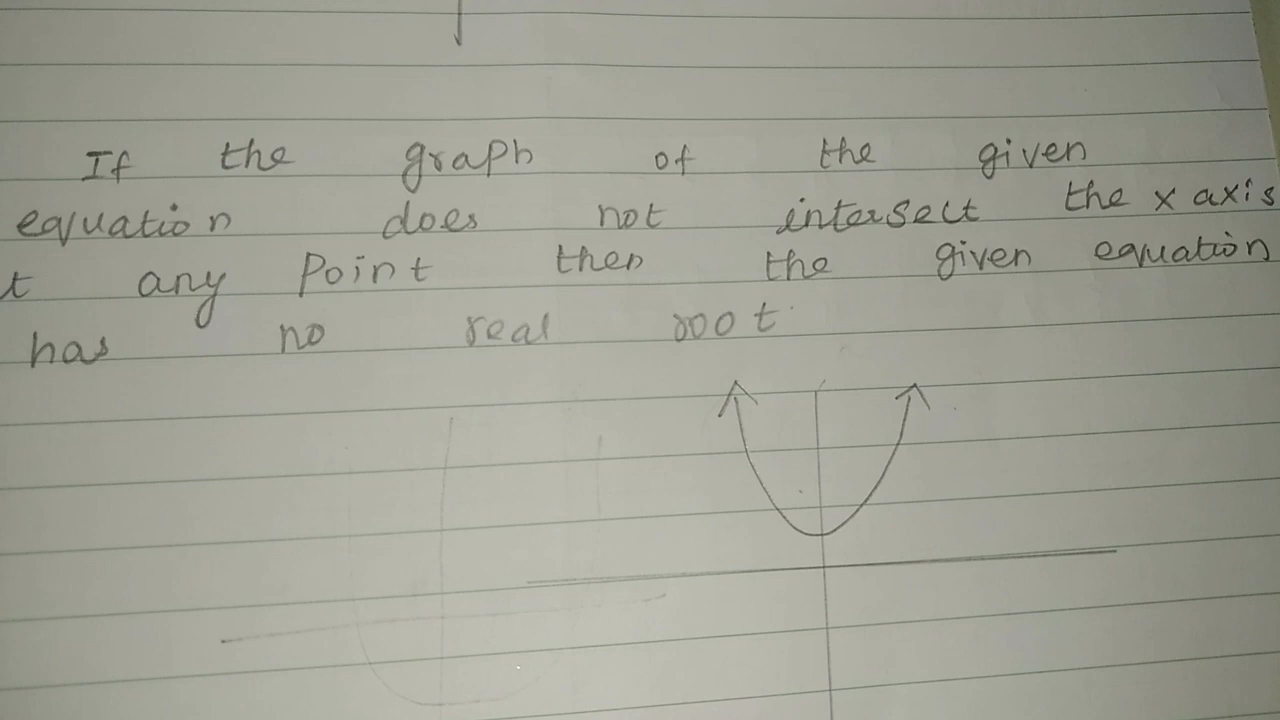 If the graph of the given
equation does not intersect the x axis
t any Point then the given equation
has no real root.